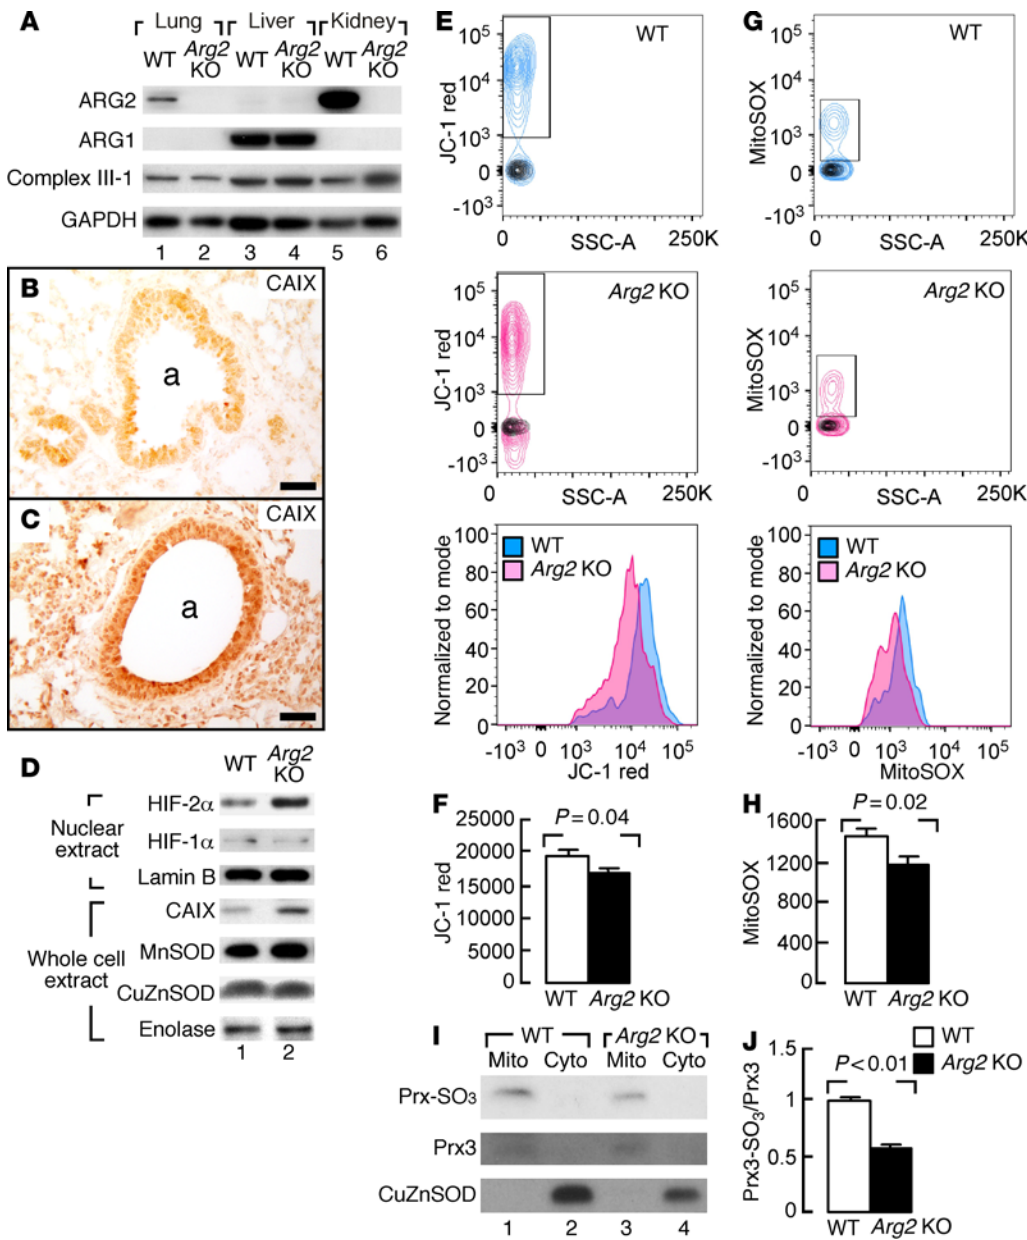 A
Lung Liver Kidney
WT Arg2 KO WT Arg2 KO WT Arg2 KO
ARG2
ARG1
Complex III-1
GAPDH
1 2 3 4 5 6
B
CAIX
a
C
CAIX
a
D
WT Arg2 KO
Nuclear extract
HIF-2α
HIF-1α
Lamin B
Whole cell extract
CAIX
MnSOD
CuZnSOD
Enolase
1 2
E
WT
JC-1 red
10⁵
10⁴
10³
0
-10³
0 250K
SSC-A
Arg2 KO
JC-1 red
10⁵
10⁴
10³
0
-10³
0 250K
SSC-A
WT
Arg2 KO
Normalized to mode
100
80
60
40
20
0
-10³ 0 10³ 10⁴ 10⁵
JC-1 red
F
P = 0.04
JC-1 red
25000
20000
15000
10000
5000
0
WT Arg2 KO
G
WT
MitoSOX
10⁵
10⁴
10³
0
-10³
0 250K
SSC-A
Arg2 KO
MitoSOX
10⁵
10⁴
10³
0
-10³
0 250K
SSC-A
WT
Arg2 KO
Normalized to mode
100
80
60
40
20
0
-10³ 0 10³ 10⁴ 10⁵
MitoSOX
H
P = 0.02
MitoSOX
1600
1200
800
400
0
WT Arg2 KO
I
WT Arg2 KO
Mito Cyto Mito Cyto
Prx-SO₃
Prx3
CuZnSOD
1 2 3 4
J
WT
Arg2 KO
P < 0.01
Prx3-SO₃/Prx3
1.5
1
0.5
0
WT Arg2 KO